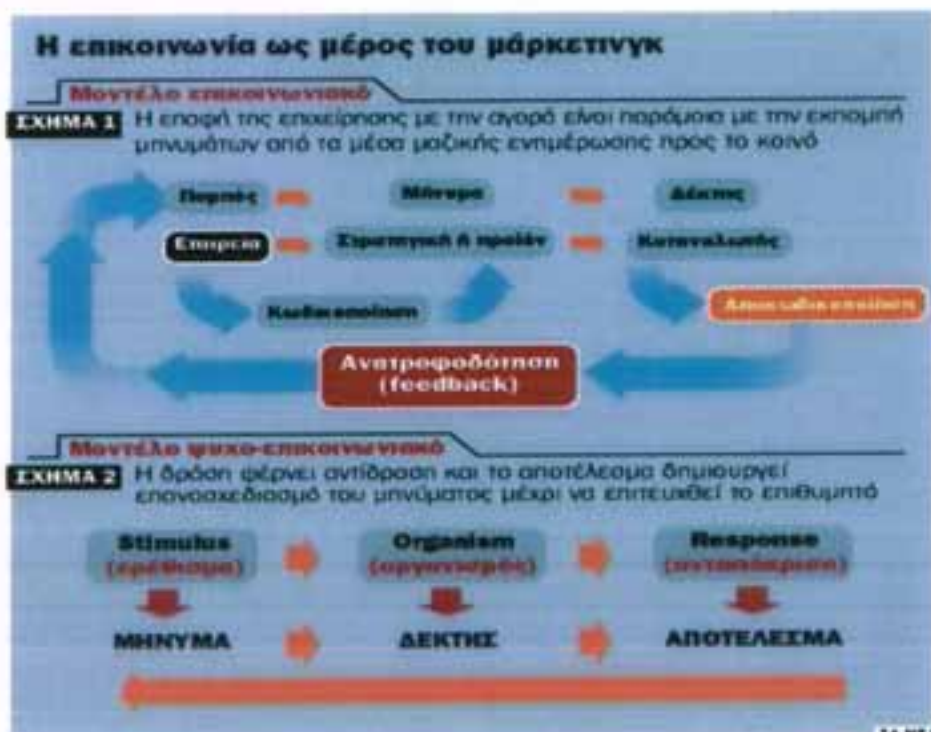 Η επικοινωνία ως μέρος του μάρκετινγκ
Μοντέλο επικοινωνιακό
ΣΧΗΜΑ 1 Η επαφή της επιχείρησης με την αγορά είναι παρόμοια με την εκπομπή
μηνυμάτων από τα μέσα μαζικής ενημέρωσης προς το κοινό
Πομπός Μήνυμα Δέκτης
Εταιρεία Στρατηγική ή προϊόν Καταναλωτής
Κωδικοποίηση Αποκωδικοποίηση
Ανατροφοδότηση
(feedback)
Μοντέλο ψυχο-επικοινωνιακό
ΣΧΗΜΑ 2 Η δράση φέρνει αντίδραση και το αποτέλεσμα δημιουργεί
επανασχεδιασμό του μηνύματος μέχρι να επιτευχθεί το επιθυμητό
Stimulus Organism Response
(ερέθισμα) (οργανισμός) (ανταπόκριση)
ΜΗΝΥΜΑ ΔΕΚΤΗΣ ΑΠΟΤΕΛΕΣΜΑ